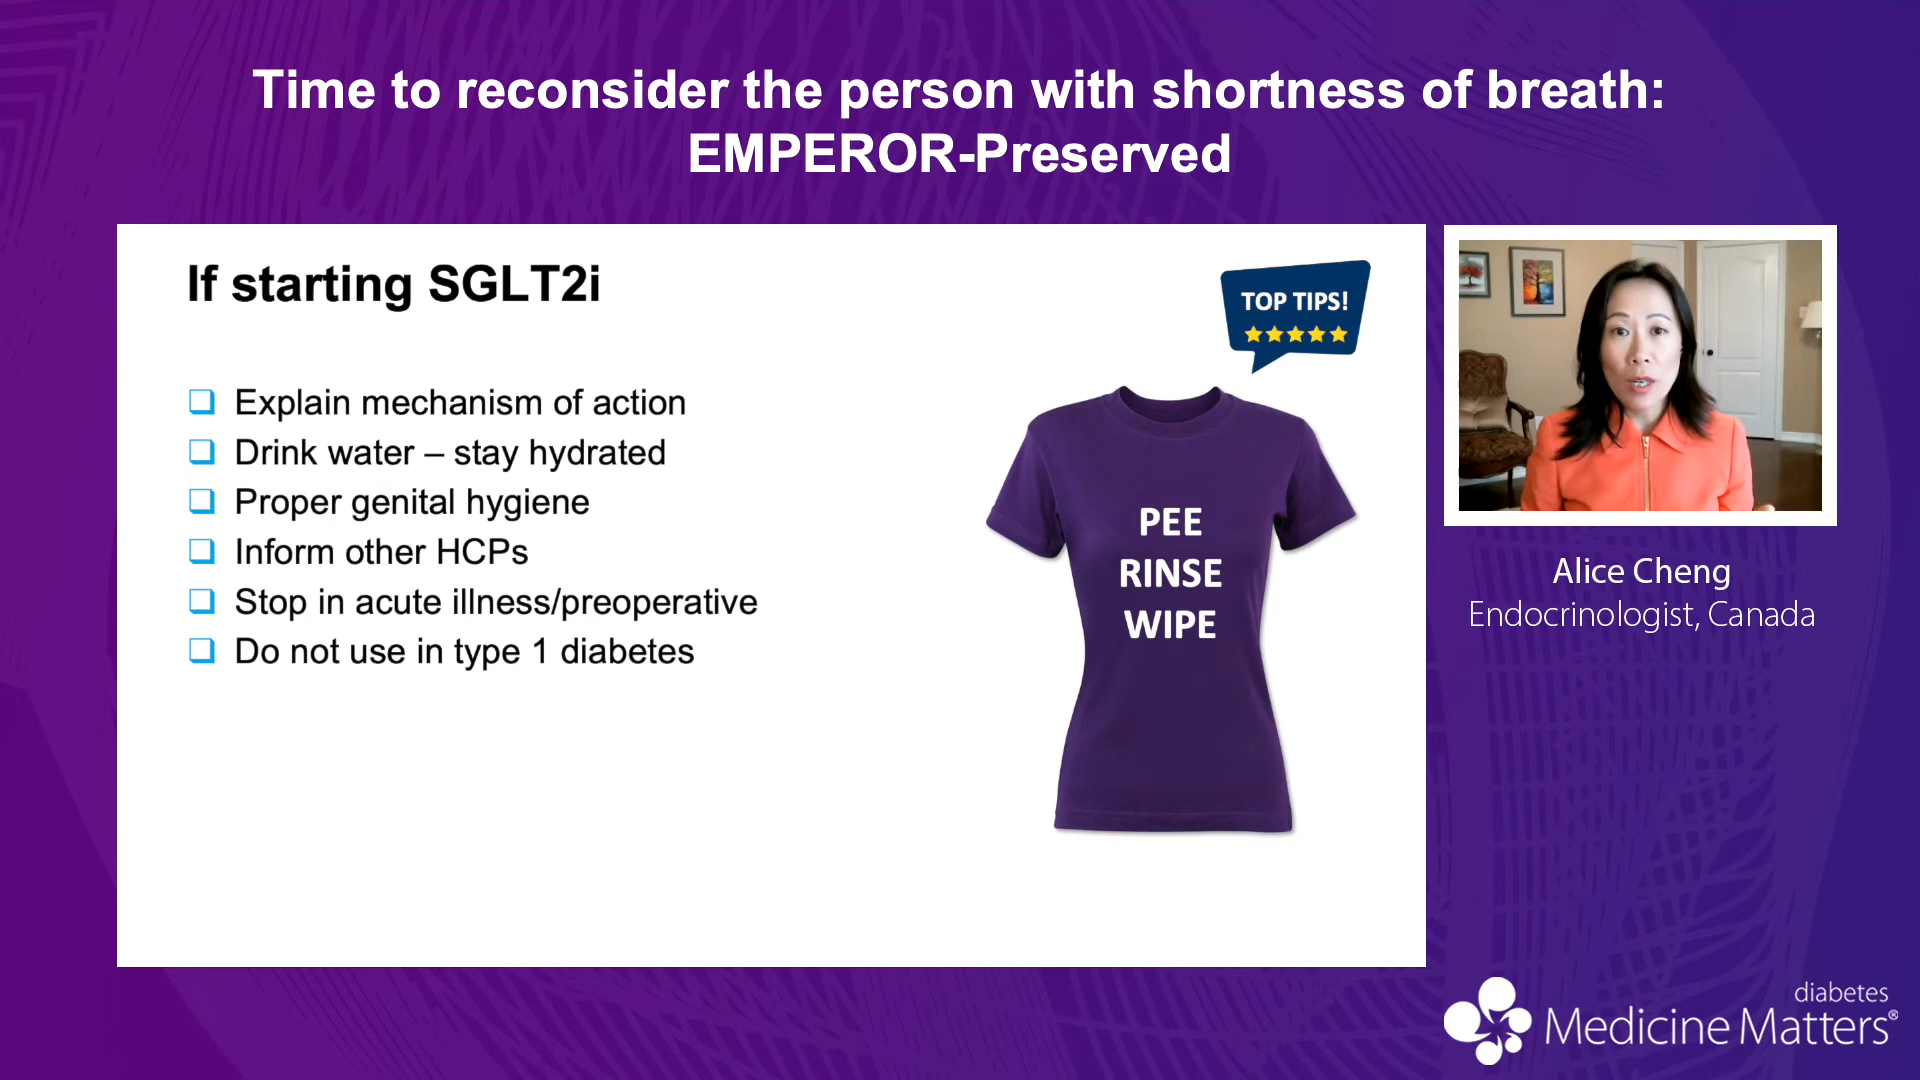 Time to reconsider the person with shortness of breath:
EMPEROR-Preserved
If starting SGLT2i
TOP TIPS!
❑ Explain mechanism of action
❑ Drink water – stay hydrated
❑ Proper genital hygiene
❑ Inform other HCPs
❑ Stop in acute illness/preoperative
❑ Do not use in type 1 diabetes
PEE
RINSE
WIPE
Alice Cheng
Endocrinologist, Canada
diabetes
Medicine Matters®